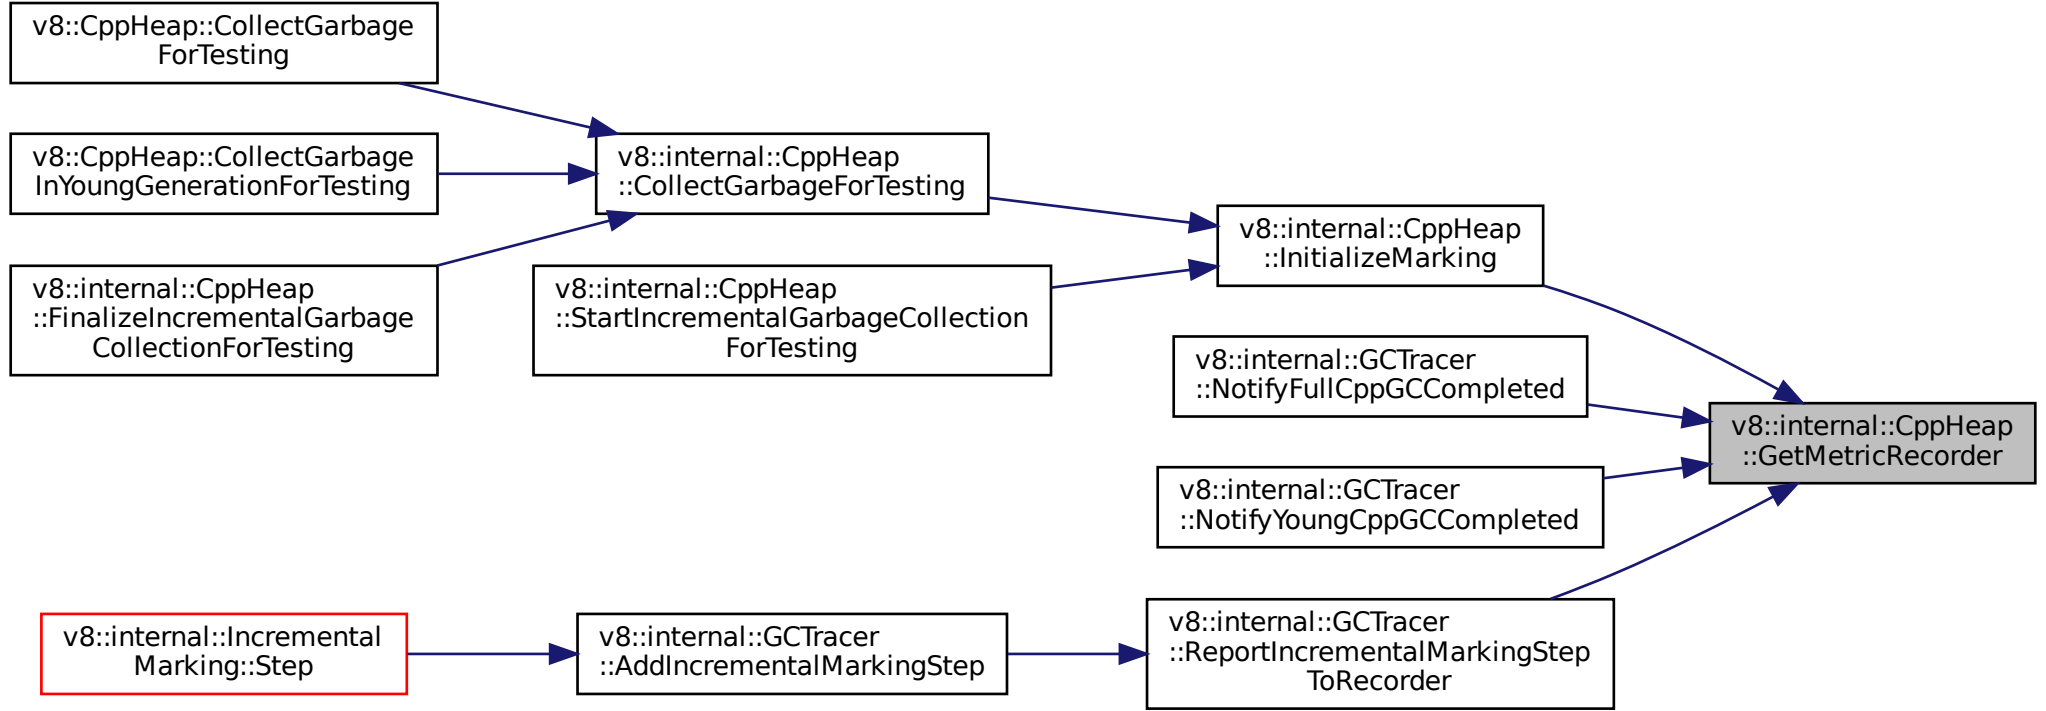 v8::CppHeap::CollectGarbage
ForTesting
v8::CppHeap::CollectGarbage
InYoungGenerationForTesting
v8::internal::CppHeap
::FinalizeIncrementalGarbage
CollectionForTesting
v8::internal::CppHeap
::CollectGarbageForTesting
v8::internal::CppHeap
::StartIncrementalGarbageCollection
ForTesting
v8::internal::CppHeap
::InitializeMarking
v8::internal::GCTracer
::NotifyFullCppGCCompleted
v8::internal::GCTracer
::NotifyYoungCppGCCompleted
v8::internal::CppHeap
::GetMetricRecorder
v8::internal::Incremental
Marking::Step
v8::internal::GCTracer
::AddIncrementalMarkingStep
v8::internal::GCTracer
::ReportIncrementalMarkingStep
ToRecorder